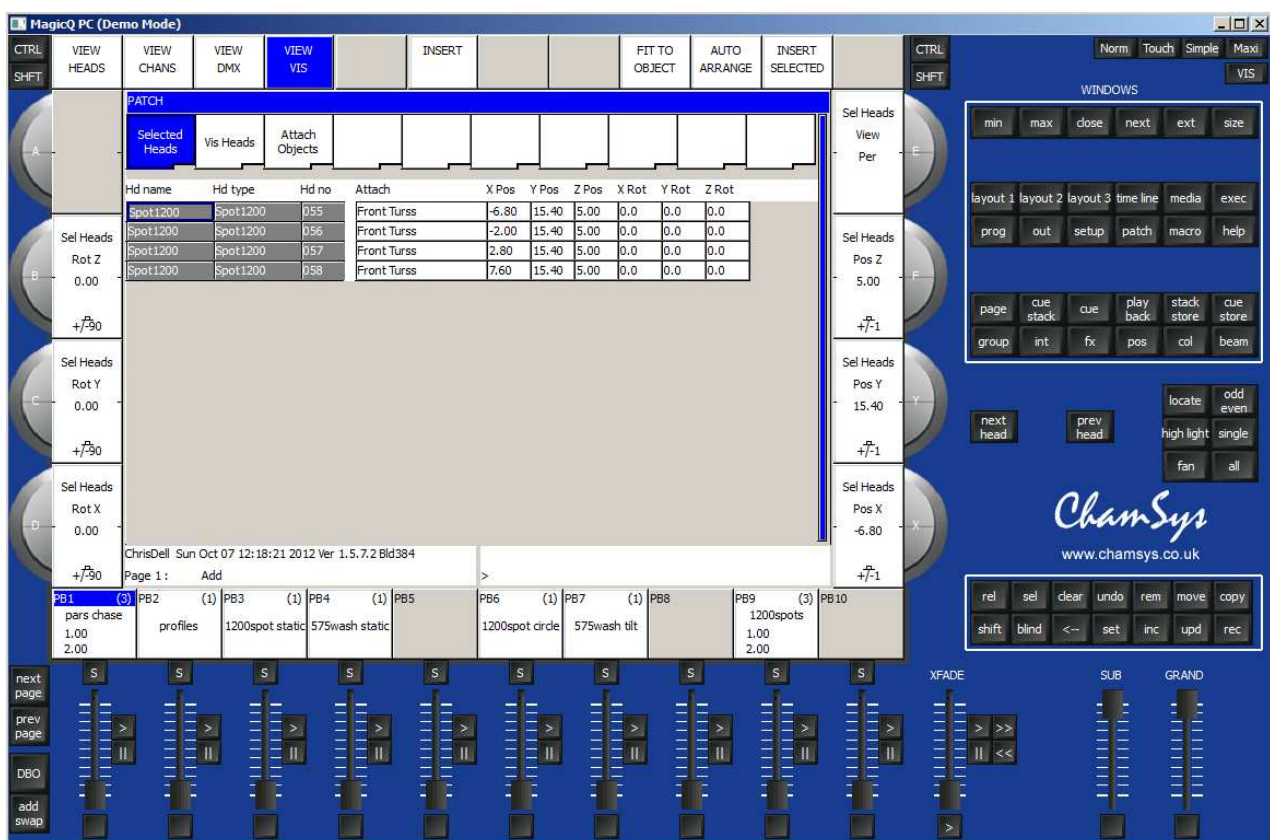 MagicQ PC (Demo Mode)
CTRL
SHFT
VIEW HEADS
VIEW CHANS
VIEW DMX
VIEW VIS
INSERT
FIT TO OBJECT
AUTO ARRANGE
INSERT SELECTED
CTRL
SHFT
Norm Touch Simple Maxi
VIS
WINDOWS
PATCH
Selected Heads
Vis Heads
Attach Objects
Hd name Hd type Hd no Attach X Pos Y Pos Z Pos X Rot Y Rot Z Rot
Spot1200 Spot1200 055 Front Turss -6.80 15.40 5.00 0.0 0.0 0.0
Spot1200 Spot1200 056 Front Turss -2.00 15.40 5.00 0.0 0.0 0.0
Spot1200 Spot1200 057 Front Turss 2.80 15.40 5.00 0.0 0.0 0.0
Spot1200 Spot1200 058 Front Turss 7.60 15.40 5.00 0.0 0.0 0.0
A
B
Sel Heads
Rot Z
0.00
+/-90
C
Sel Heads
Rot Y
0.00
+/-90
D
Sel Heads
Rot X
0.00
+/-90
Sel Heads
View
Per
E
Sel Heads
Pos Z
5.00
+/-1
F
Sel Heads
Pos Y
15.40
+/-1
Y
Sel Heads
Pos X
-6.80
+/-1
X
ChrisDell Sun Oct 07 12:18:21 2012 Ver 1.5.7.2 Bld384
Page 1 : Add
>
min max close next ext size
layout 1 layout 2 layout 3 time line media exec
prog out setup patch macro help
page cue stack cue play back stack store cue store
group int fx pos col beam
next head
prev head
locate odd even
high light single
fan all
ChamSys
www.chamsys.co.uk
rel sel clear undo rem move copy
shift blind <-- set inc upd rec
PB1 (3)
pars chase
1.00
2.00
PB2 (1)
profiles
PB3 (1)
1200spot static
PB4 (1)
575wash static
PB5
PB6 (1)
1200spot circle
PB7 (1)
575wash tilt
PB8
PB9 (3)
1200spots
1.00
2.00
PB10
next page
prev page
DBO
add swap
S S S S S S S S S S
> > > > > > > > > >
|| || || || || || || || || ||
XFADE
> >>
|| <<
>
SUB
GRAND